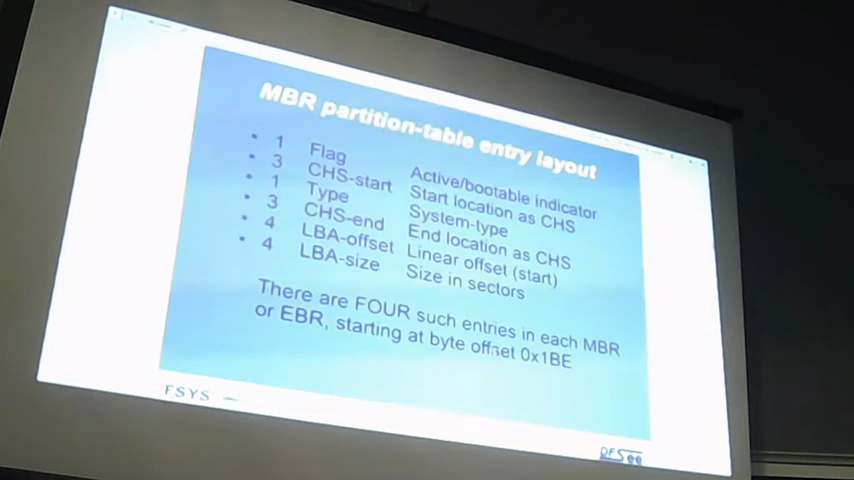 MBR partition-table entry layout
• 1 Flag Active/bootable indicator
• 3 CHS-start Start location as CHS
• 1 Type System-type
• 3 CHS-end End location as CHS
• 4 LBA-offset Linear offset (start)
• 4 LBA-size Size in sectors
There are FOUR such entries in each MBR
or EBR, starting at byte offset 0x1BE
FSYS
DFSee